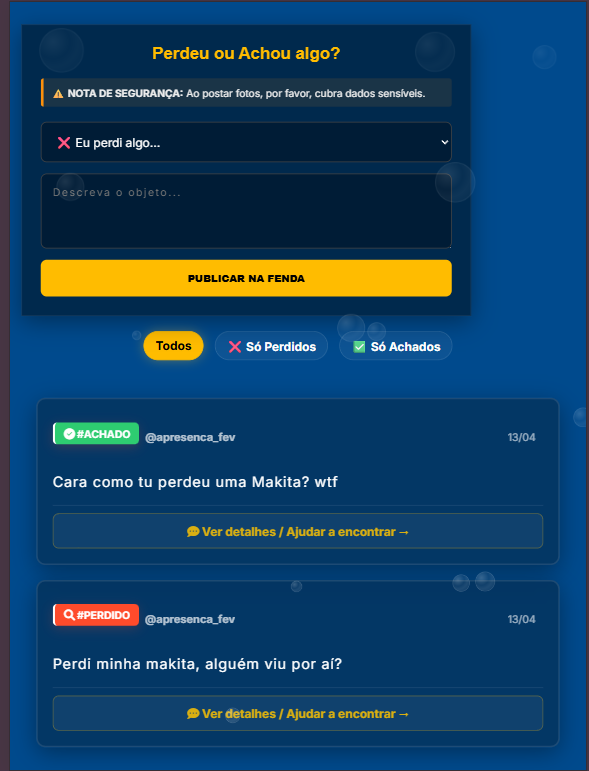 Perdeu ou Achou algo?
⚠️ NOTA DE SEGURANÇA: Ao postar fotos, por favor, cubra dados sensíveis.
❌ Eu perdi algo...
Descreva o objeto...
PUBLICAR NA FENDA
Todos ❌ Só Perdidos ✅ Só Achados
#ACHADO @apresenca_fev 13/04
Cara como tu perdeu uma Makita? wtf
Ver detalhes / Ajudar a encontrar →
#PERDIDO @apresenca_fev 13/04
Perdi minha makita, alguém viu por aí?
Ver detalhes / Ajudar a encontrar →